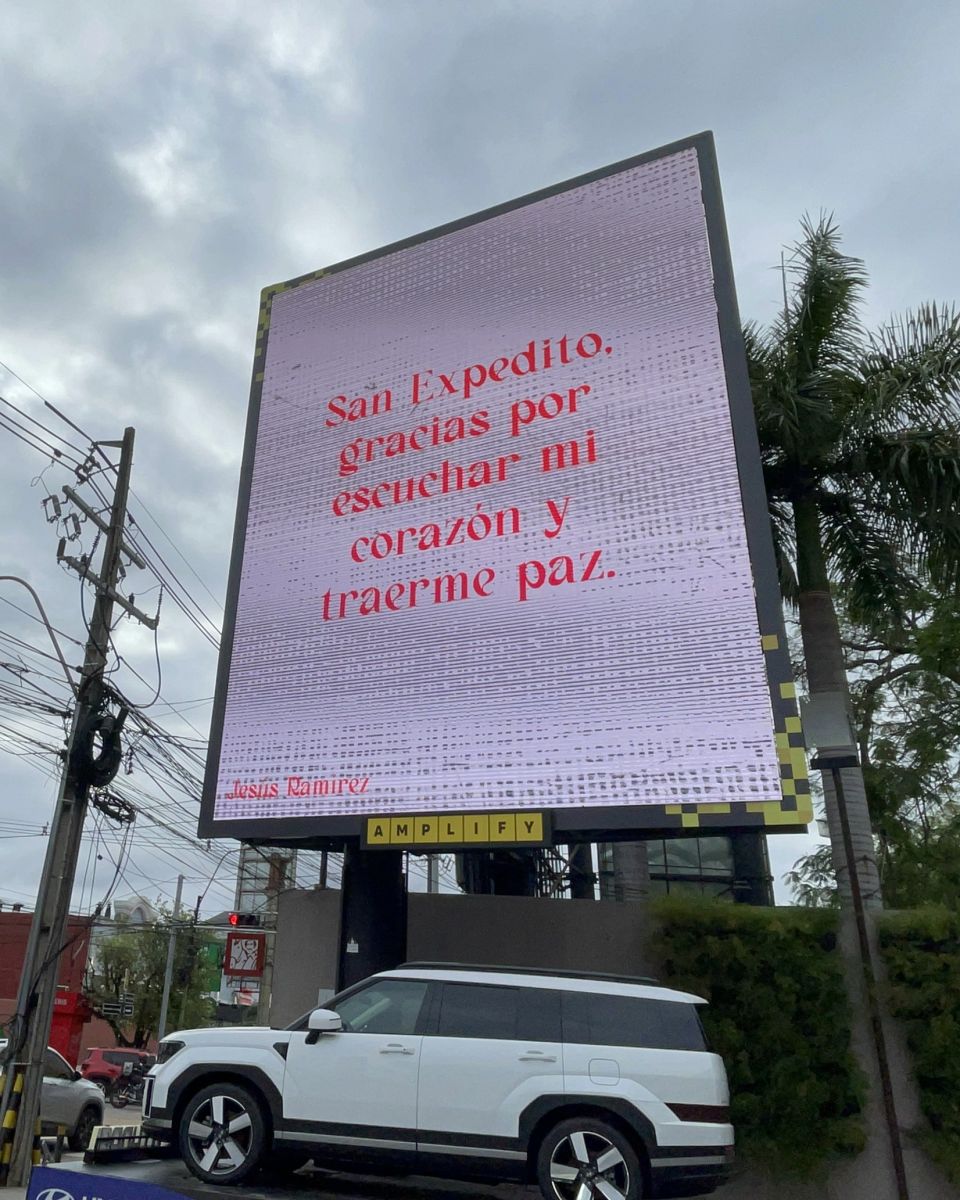 San Expedito,
gracias por
escuchar mi
corazón y
traerme paz.
Jesús Ramirez
AMPLIFY